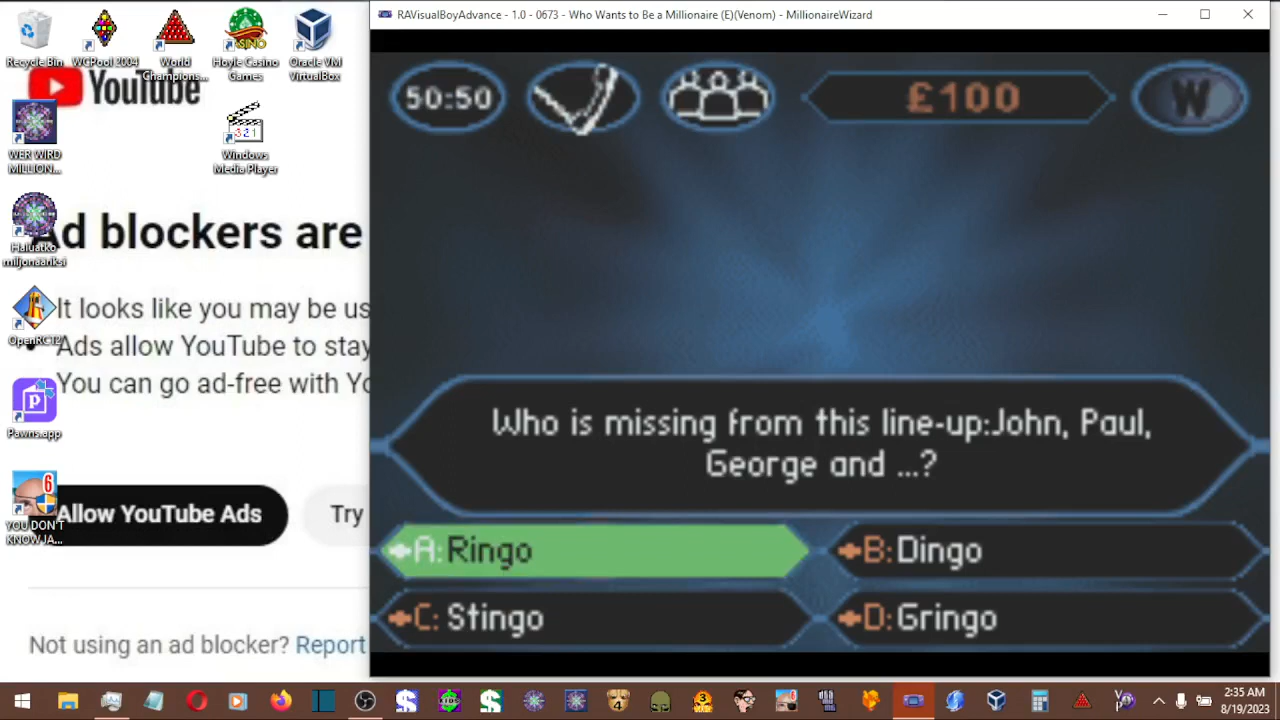 RAVisualBoyAdvance - 1.0 - 0673 - Who Wants to Be a Millionaire (E)(Venom) - MillionaireWizard
Recycle Bin
WCPool 2004
World
Champions...
Hoyle Casino
Games
Oracle VM
VirtualBox
YouTube
WER WIRD
MILLION...
321
Windows
Media Player
Haluatko
miljonääriksi
Ad blockers are
It looks like you may be us
OpenRCT2
Ads allow YouTube to stay
You can go ad-free with Yo
Pawns.app
6
YOU DON'T
KNOW JA...
Allow YouTube Ads
Try
Not using an ad blocker? Report
50:50
£100
W
Who is missing from this line-up:John, Paul,
George and ...?
A: Ringo
B: Dingo
C: Stingo
D: Gringo
2:35 AM
8/19/2023